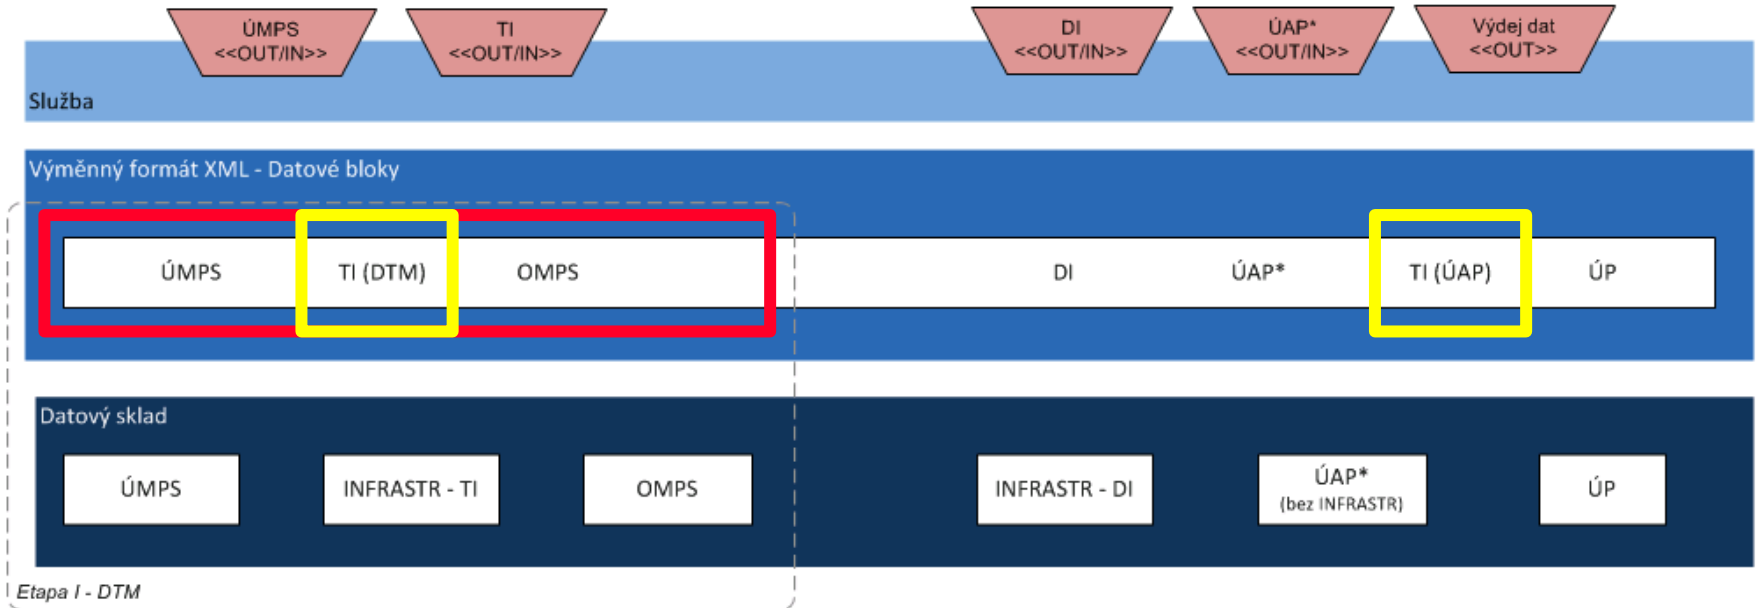 ÚMPS
<<OUT/IN>>
TI
<<OUT/IN>>
DI
<<OUT/IN>>
ÚAP*
<<OUT/IN>>
Výdej dat
<<OUT>>
Služba
Výměnný formát XML - Datové bloky
ÚMPS
TI (DTM)
OMPS
DI
ÚAP*
TI (ÚAP)
ÚP
Datový sklad
ÚMPS
INFRASTR - TI
OMPS
INFRASTR - DI
ÚAP*
(bez INFRASTR)
ÚP
Etapa I - DTM